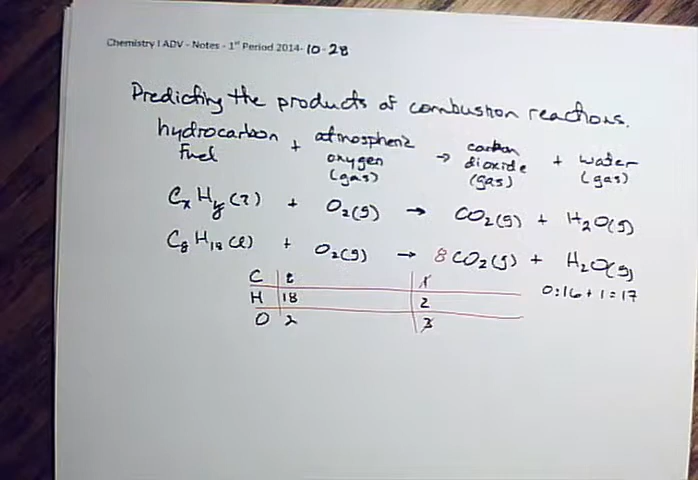 Chemistry I ADV - Notes - 1st Period 2014-10-28
Predicting the products of combustion reactions.
hydrocarbon Fuel + atmospheric oxygen (gas) → carbon dioxide (gas) + water (gas)
CxHy(?) + O2(g) → CO2(g) + H2O(g)
C8H18(l) + O2(g) → 8CO2(g) + H2O(g)
C 8 1
H 18 2 O:16+1=17
O 2 3